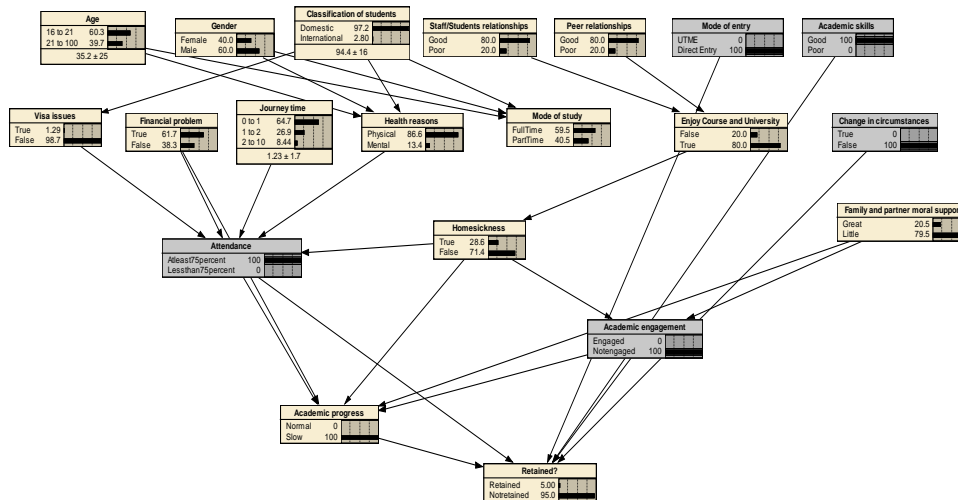 Age
16 to 21 60.3
21 to 100 39.7
35.2 ± 25
Gender
Female 40.0
Male 60.0
Classification of students
Domestic 97.2
International 2.80
94.4 ± 16
Staff/Students relationships
Good 80.0
Poor 20.0
Peer relationships
Good 80.0
Poor 20.0
Mode of entry
UTME 0
Direct Entry 100
Academic skills
Good 100
Poor 0
Visa issues
True 1.29
False 98.7
Financial problem
True 61.7
False 38.3
Journey time
0 to 1 64.7
1 to 2 26.9
2 to 10 8.44
1.23 ± 1.7
Health reasons
Physical 86.6
Mental 13.4
Mode of study
FullTime 59.5
PartTime 40.5
Enjoy Course and University
False 20.0
True 80.0
Change in circumstances
True 0
False 100
Family and partner moral support
Great 20.5
Little 79.5
Homesickness
True 28.6
False 71.4
Attendance
Atleast75percent 100
Lessthan75percent 0
Academic engagement
Engaged 0
Notengaged 100
Academic progress
Normal 0
Slow 100
Retained?
Retained 5.00
Notretained 95.0